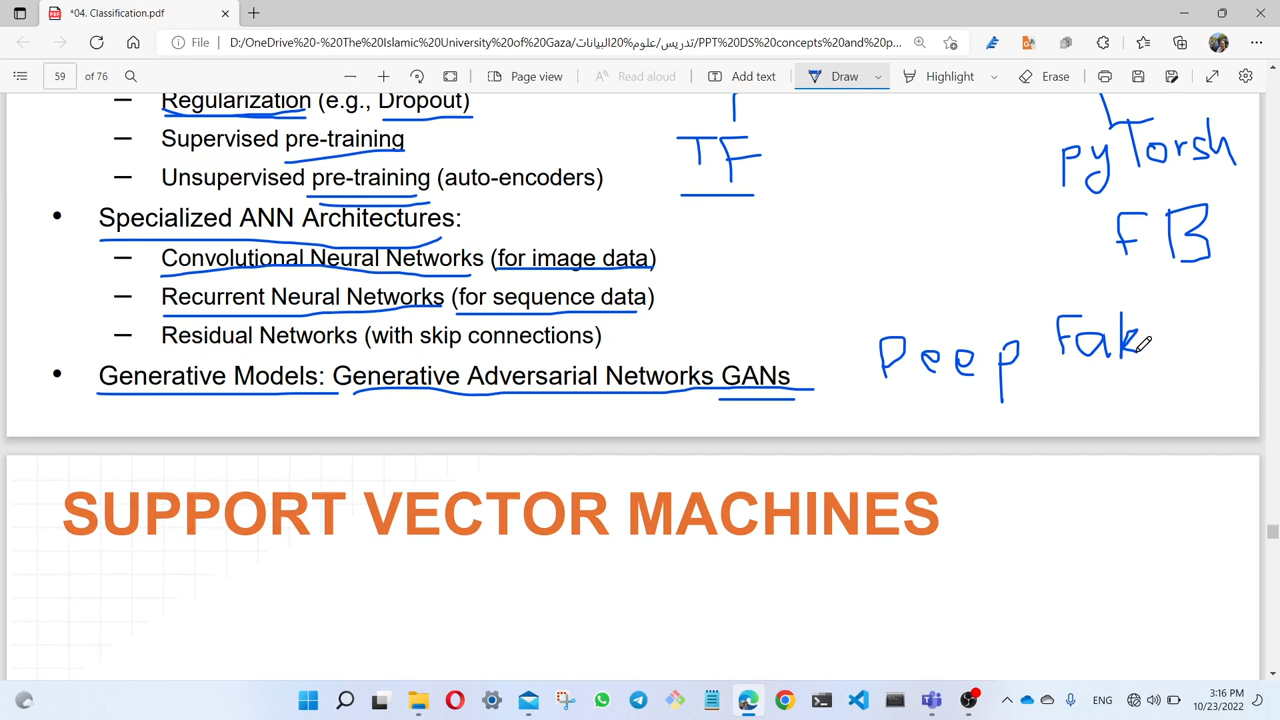 *04. Classification.pdf
File D:/OneDrive%20-%20The%20Islamic%20University%20of%20Gaza/تدريس/علوم%20البيانات/PPT%20DS%20concepts%20and%20p...
59 of 76 Page view Read aloud Add text Draw Highlight Erase
– Regularization (e.g., Dropout)
– Supervised pre-training
– Unsupervised pre-training (auto-encoders)
TF
pyTorsh
FB
• Specialized ANN Architectures:
– Convolutional Neural Networks (for image data)
– Recurrent Neural Networks (for sequence data)
– Residual Networks (with skip connections)
• Generative Models: Generative Adversarial Networks GANs
Deep Fak
SUPPORT VECTOR MACHINES
ENG
3:16 PM
10/23/2022